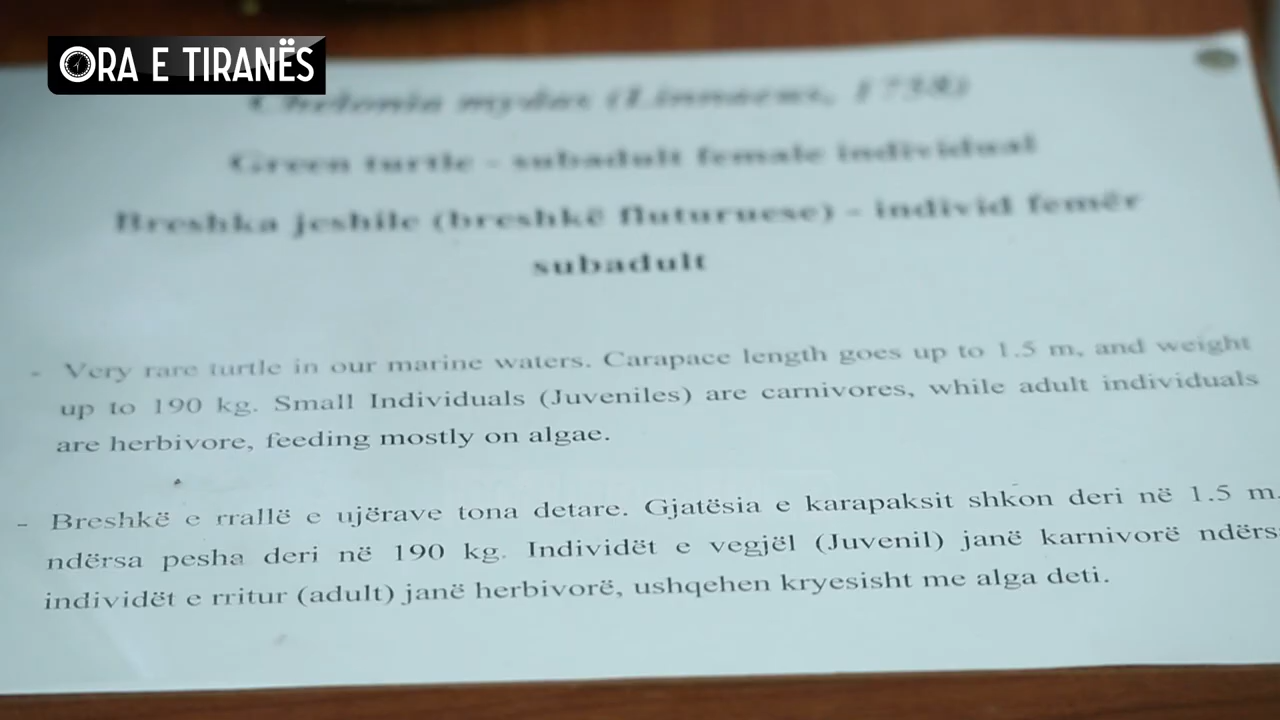 ORA E TIRANËS
Chelonia mydas (Linnaeus, 1758)
Green turtle - subadult female individual
Breshka jeshile (breshkë fluturuese) - individ femër
subadult
- Very rare turtle in our marine waters. Carapace length goes up to 1.5 m, and weight
up to 190 kg. Small Individuals (Juveniles) are carnivores, while adult individuals
are herbivore, feeding mostly on algae.
- Breshkë e rrallë e ujërave tona detare. Gjatësia e karapaksit shkon deri në 1.5 m,
ndërsa pesha deri në 190 kg. Individët e vegjël (Juvenil) janë karnivorë ndërs
individët e rritur (adult) janë herbivorë, ushqehen kryesisht me alga deti.